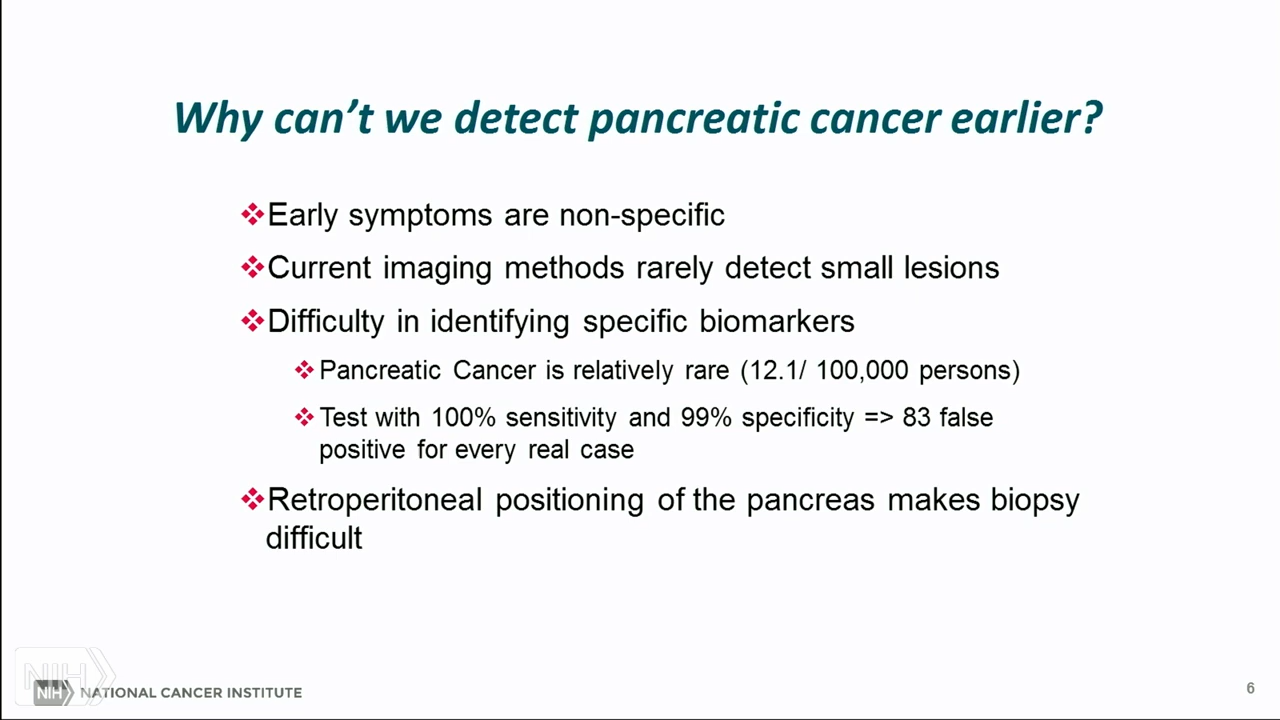 Why can't we detect pancreatic cancer earlier?
❖Early symptoms are non-specific
❖Current imaging methods rarely detect small lesions
❖Difficulty in identifying specific biomarkers
❖Pancreatic Cancer is relatively rare (12.1/ 100,000 persons)
❖Test with 100% sensitivity and 99% specificity => 83 false
positive for every real case
❖Retroperitoneal positioning of the pancreas makes biopsy
difficult
NIH
NIH NATIONAL CANCER INSTITUTE
6